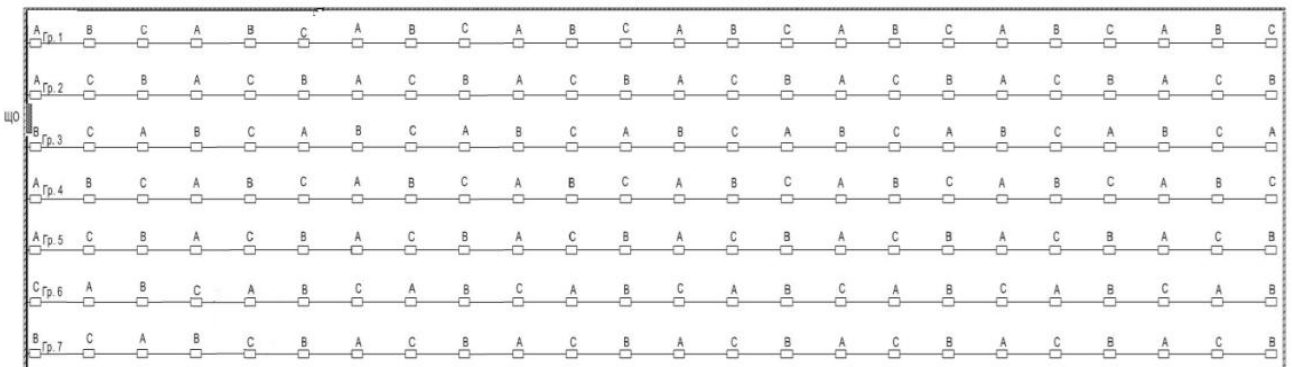 A Гр. 1 B C A B C A B C A B C A B C A B C A B C A B C
A Гр. 2 C B A C B A C B A C B A C B A C B A C B A C B
ЩО
B Гр. 3 C A B C A B C A B C A B C A B C A B C A B C A
A Гр. 4 B C A B C A B C A B C A B C A B C A B C A B C
A Гр. 5 C B A C B A C B A C B A C B A C B A C B A C B
C Гр. 6 A B C A B C A B C A B C A B C A B C A B C A B
B Гр. 7 C A B C B A C B A C B A C B A C B A C B A C B